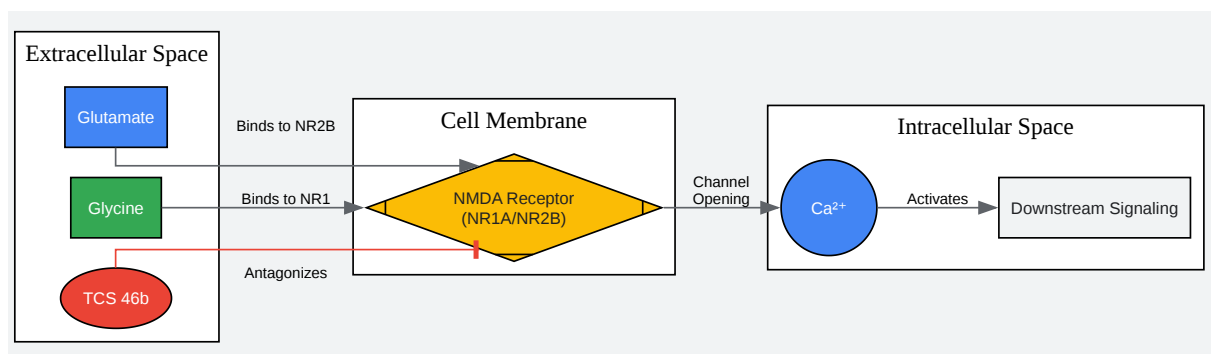 Extracellular Space
Glutamate
Binds to NR2B
Glycine
Binds to NR1
TCS 46b
Antagonizes
Cell Membrane
NMDA Receptor
(NR1A/NR2B)
Channel
Opening
Intracellular Space
Ca²⁺
Activates
Downstream Signaling